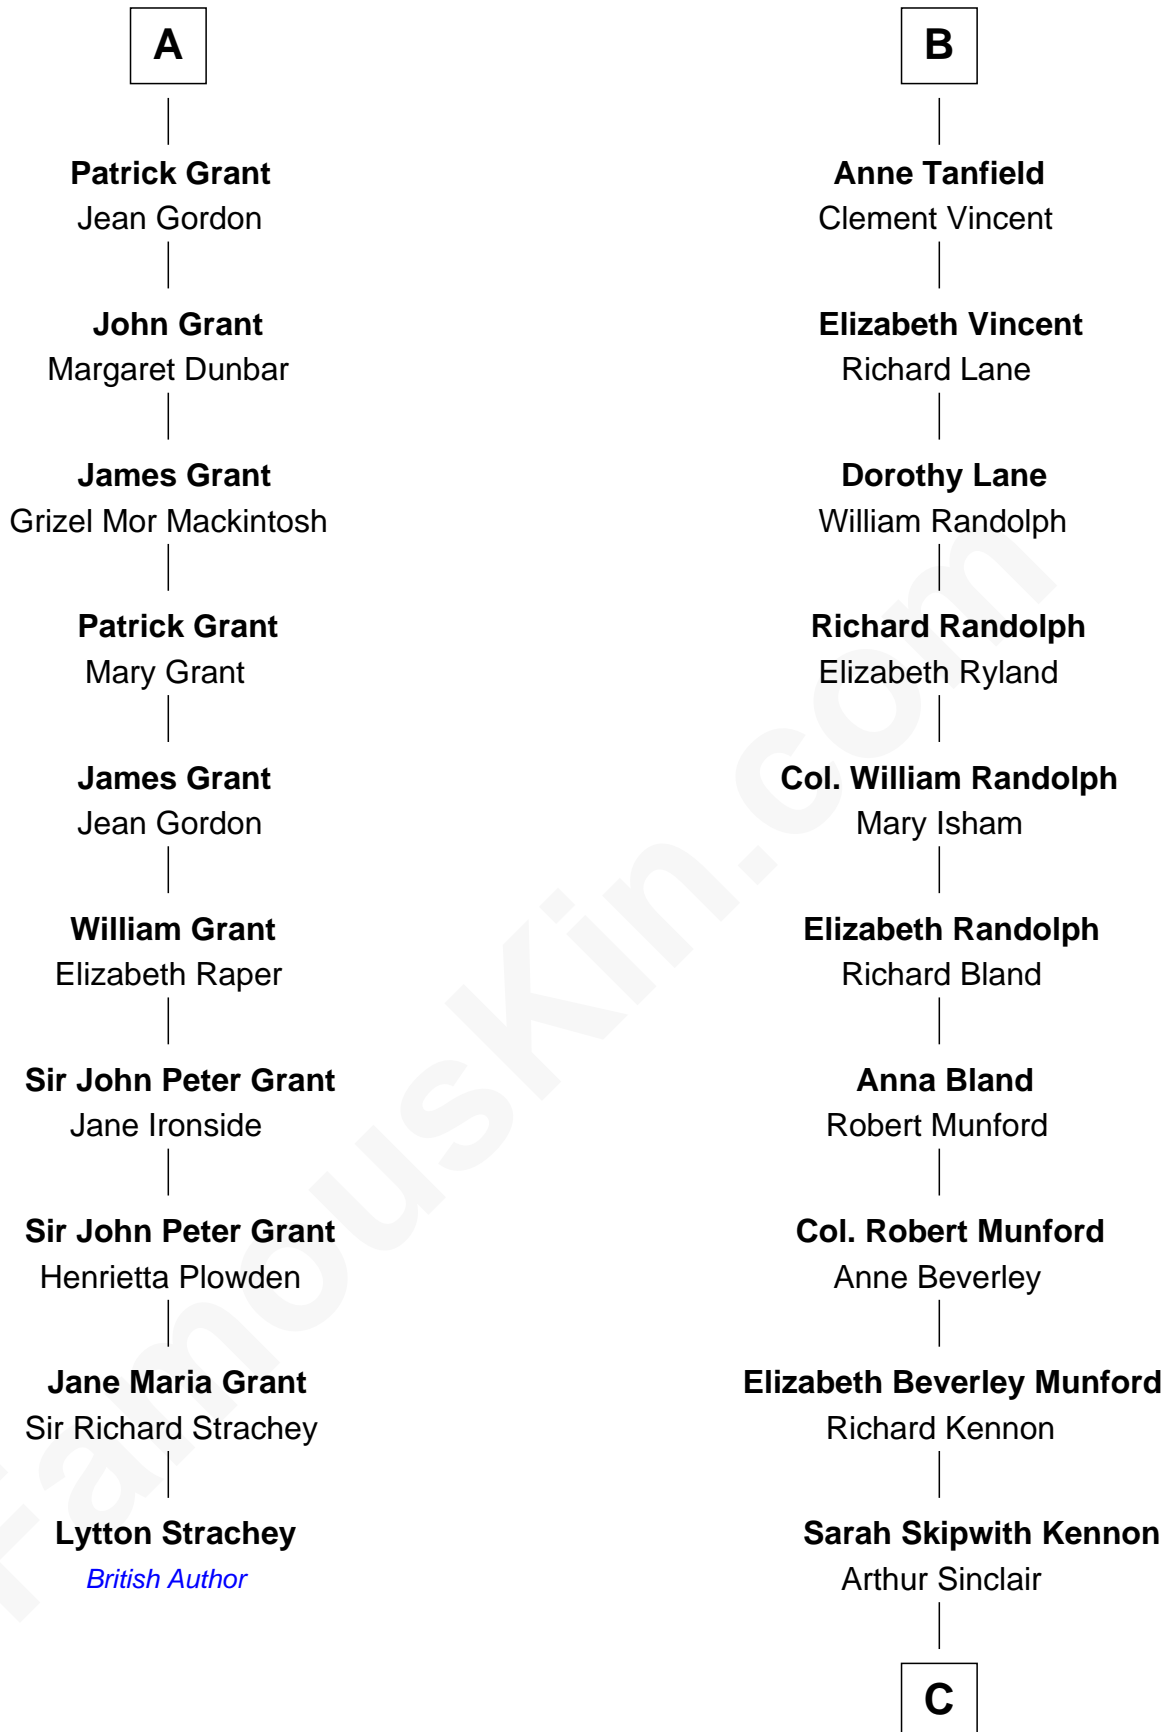 A
Patrick Grant
Jean Gordon
John Grant
Margaret Dunbar
James Grant
Grizel Mor Mackintosh
Patrick Grant
Mary Grant
James Grant
Jean Gordon
William Grant
Elizabeth Raper
Sir John Peter Grant
Jane Ironside
Sir John Peter Grant
Henrietta Plowden
Jane Maria Grant
Sir Richard Strachey
Lytton Strachey
British Author
B
Anne Tanfield
Clement Vincent
Elizabeth Vincent
Richard Lane
Dorothy Lane
William Randolph
Richard Randolph
Elizabeth Ryland
Col. William Randolph
Mary Isham
Elizabeth Randolph
Richard Bland
Anna Bland
Robert Munford
Col. Robert Munford
Anne Beverley
Elizabeth Beverley Munford
Richard Kennon
Sarah Skipwith Kennon
Arthur Sinclair
C
FamousKin.com